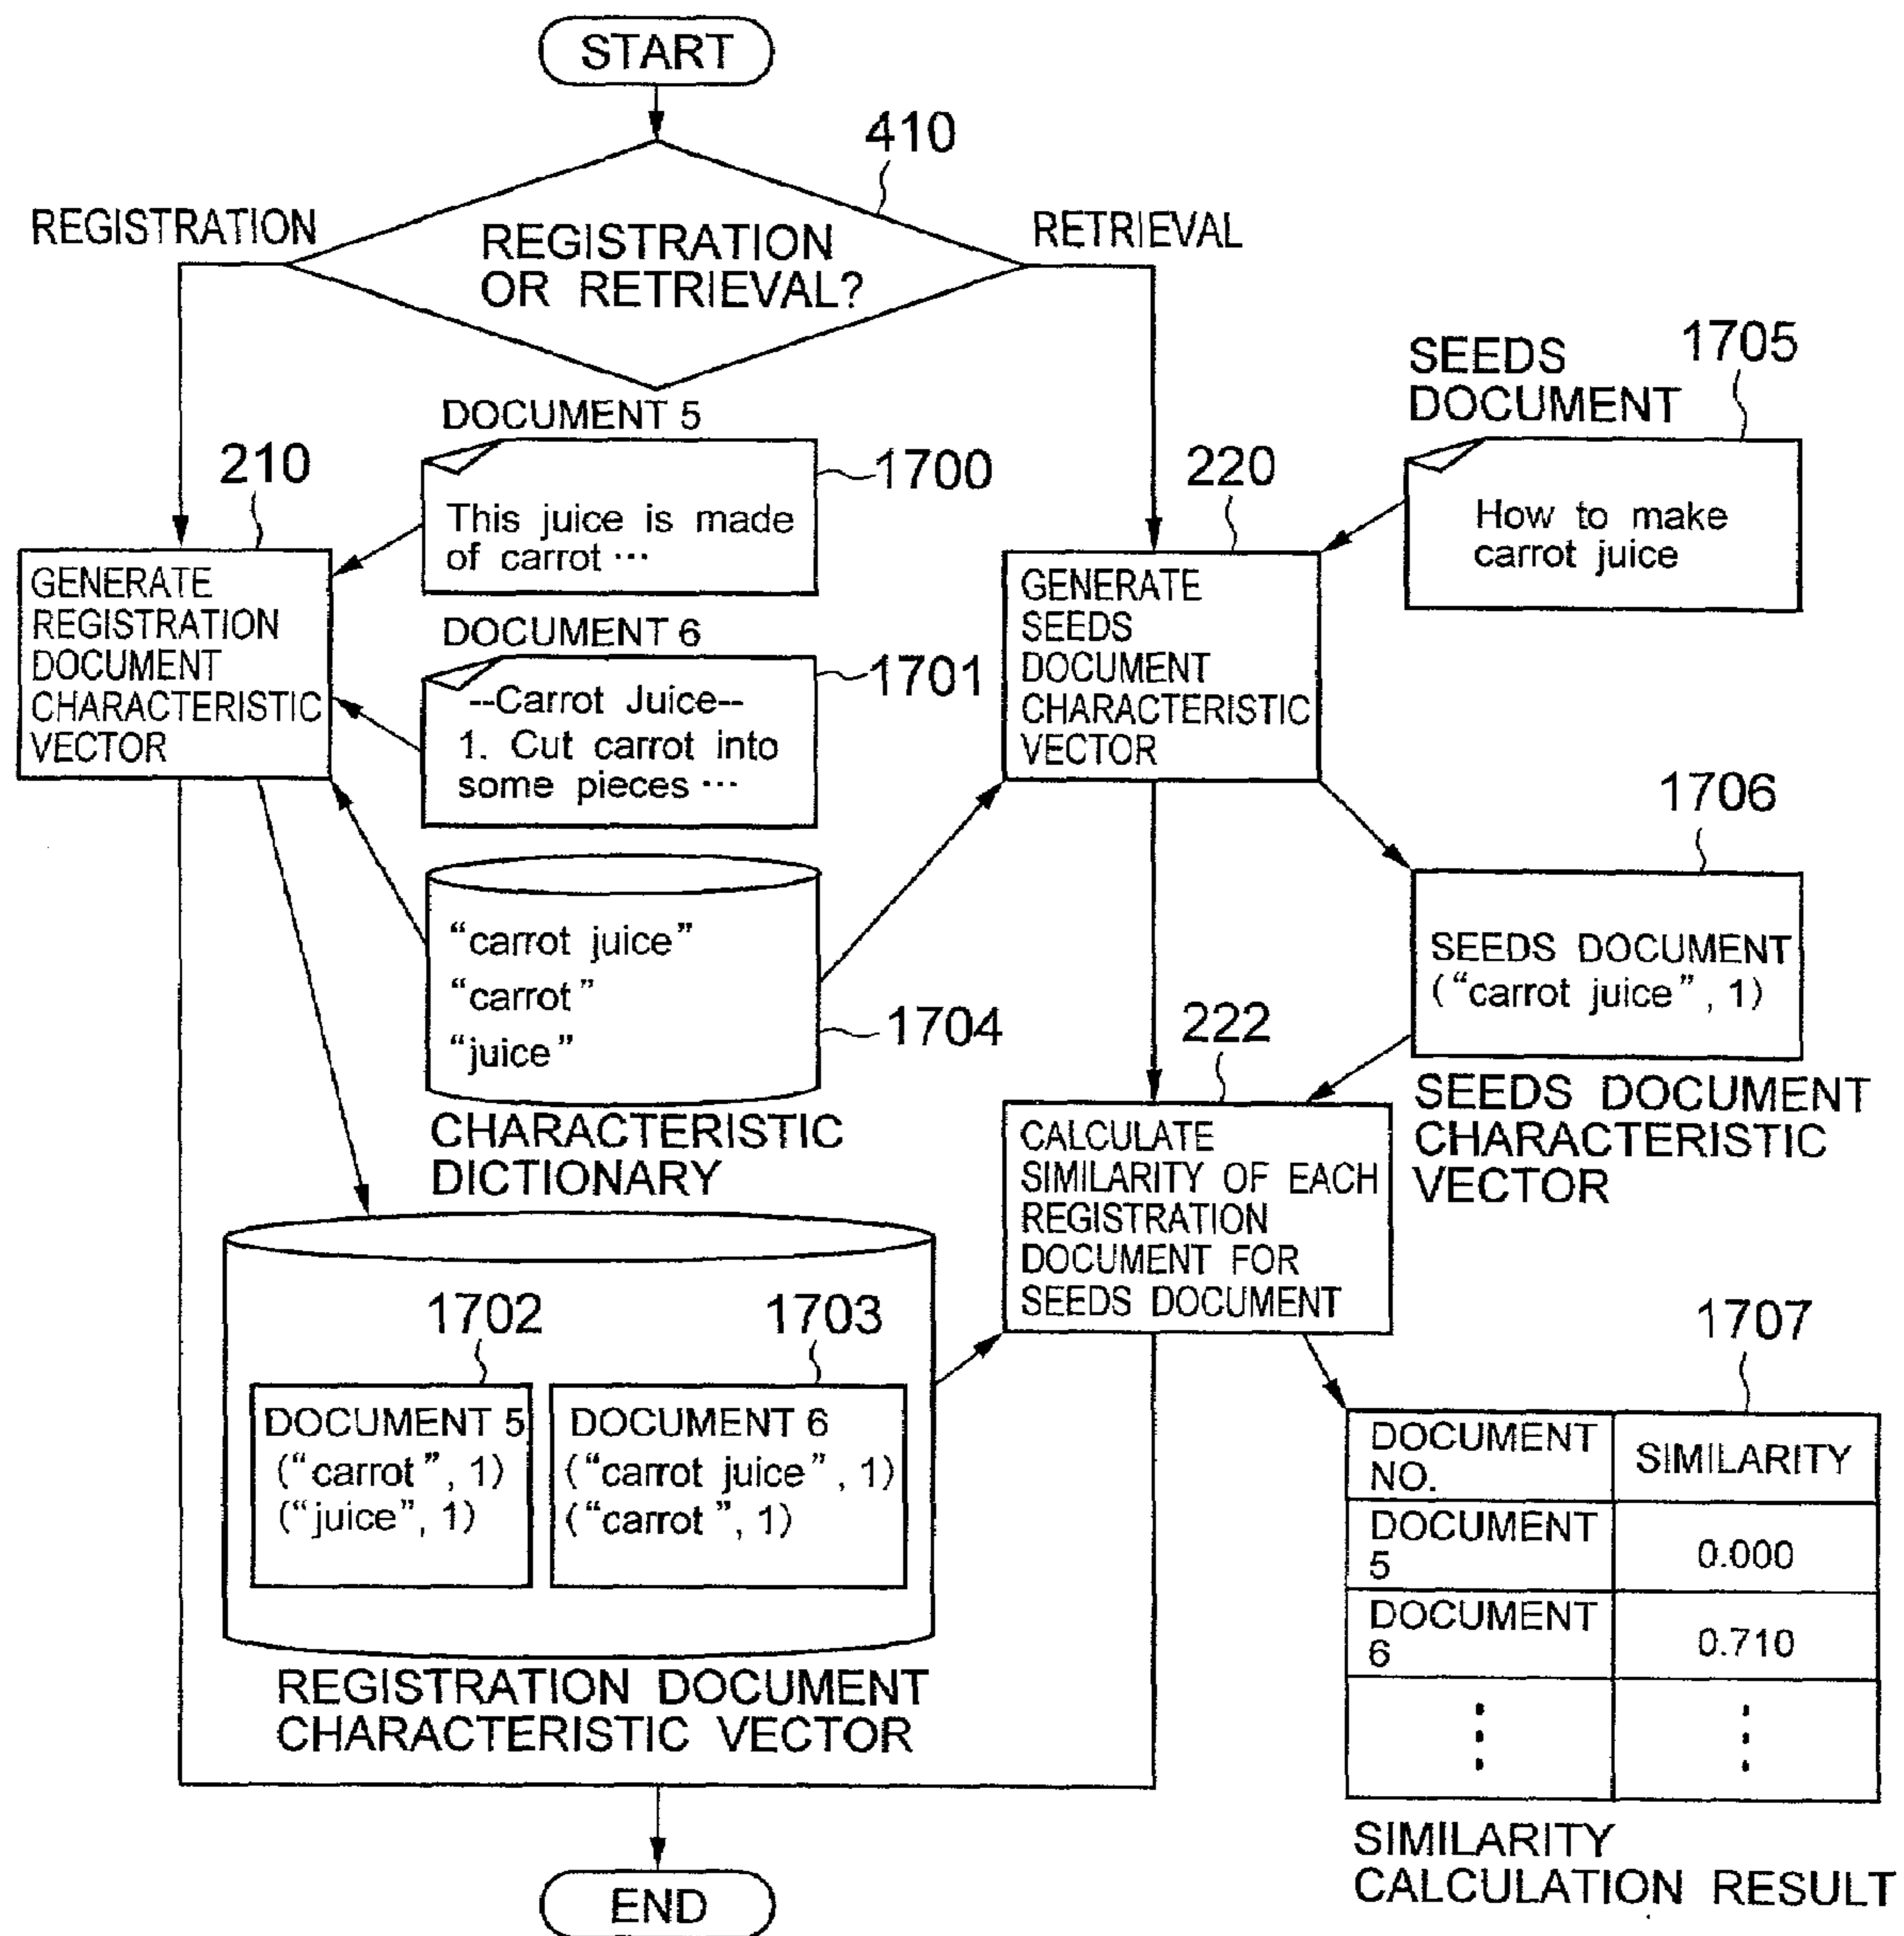 START
410
REGISTRATION
REGISTRATION
OR RETRIEVAL?
RETRIEVAL
DOCUMENT 5
210
1700
This juice is made
of carrot ···
GENERATE
REGISTRATION
DOCUMENT
CHARACTERISTIC
VECTOR
DOCUMENT 6
1701
--Carrot Juice--
1. Cut carrot into
some pieces ···
SEEDS
DOCUMENT
1705
220
How to make
carrot juice
GENERATE
SEEDS
DOCUMENT
CHARACTERISTIC
VECTOR
"carrot juice"
"carrot"
"juice"
1704
CHARACTERISTIC
DICTIONARY
1706
SEEDS DOCUMENT
("carrot juice", 1)
SEEDS DOCUMENT
CHARACTERISTIC
VECTOR
222
CALCULATE
SIMILARITY OF EACH
REGISTRATION
DOCUMENT FOR
SEEDS DOCUMENT
1702
1703
DOCUMENT 5
("carrot", 1)
("juice", 1)
DOCUMENT 6
("carrot juice", 1)
("carrot", 1)
REGISTRATION DOCUMENT
CHARACTERISTIC VECTOR
1707
DOCUMENT
NO.
SIMILARITY
DOCUMENT
5
0.000
DOCUMENT
6
0.710
SIMILARITY
CALCULATION RESULT
END